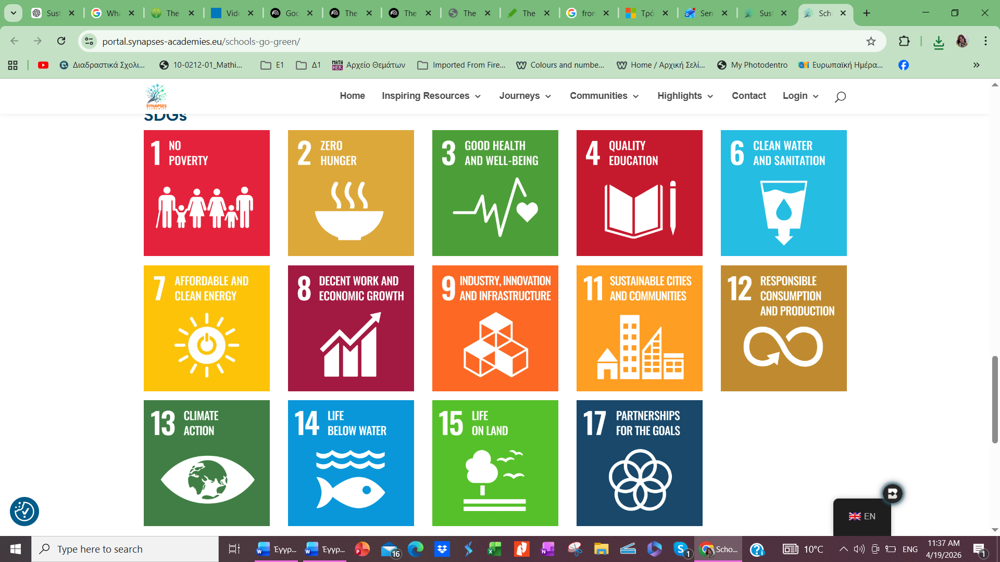 Sust
Wha
The
Vide
Goo
The
The
The
The
fron
Τρό
Sen
Sust
Scho
portal.synapses-academies.eu/schools-go-green/
Διαδραστικά Σχολι...
10-0212-01_Mathi...
E1
Δ1
MATH
HER
Αρχείο Θεμάτων
Imported From Fire...
Colours and numbe...
Home / Αρχική Σελί...
My Photodentro
Ευρωπαϊκή Ημέρα...
SYNAPSES
Home
Inspiring Resources
Journeys
Communities
Highlights
Contact
Login
SDGs
1 NO
POVERTY
2 ZERO
HUNGER
3 GOOD HEALTH
AND WELL-BEING
4 QUALITY
EDUCATION
6 CLEAN WATER
AND SANITATION
7 AFFORDABLE AND
CLEAN ENERGY
8 DECENT WORK AND
ECONOMIC GROWTH
9 INDUSTRY, INNOVATION
AND INFRASTRUCTURE
11 SUSTAINABLE CITIES
AND COMMUNITIES
12 RESPONSIBLE
CONSUMPTION
AND PRODUCTION
13 CLIMATE
ACTION
14 LIFE
BELOW WATER
15 LIFE
ON LAND
17 PARTNERSHIPS
FOR THE GOALS
EN
Type here to search
Έγγρ...
Έγγρ...
16
1
Scho...
10°C
ENG
11:37 AM
4/19/2026
1